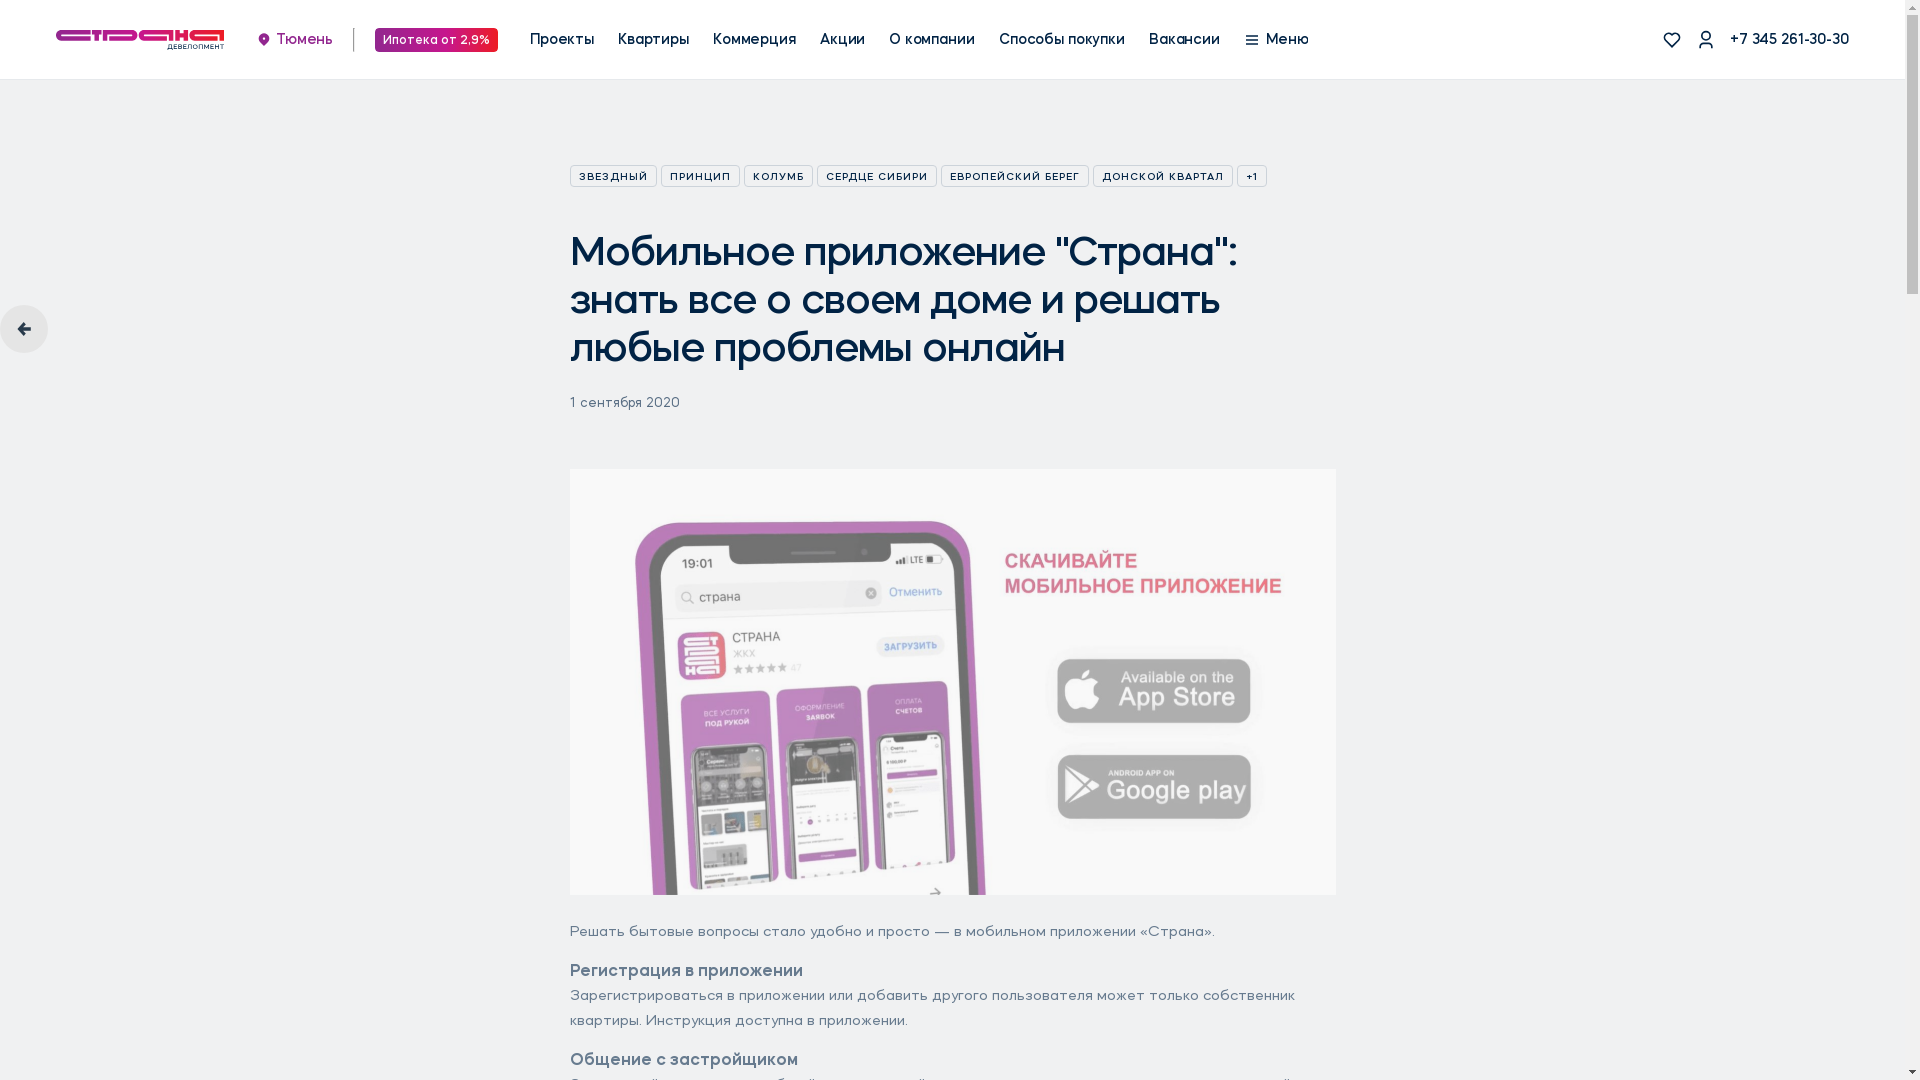 страна
ДЕВЕЛОПМЕНТ
Тюмень
Ипотека от 2,9%
Проекты
Квартиры
Коммерция
Акции
О компании
Способы покупки
Вакансии
Меню
+7 345 261-30-30
ЗВЕЗДНЫЙ
ПРИНЦИП
КОЛУМБ
СЕРДЦЕ СИБИРИ
ЕВРОПЕЙСКИЙ БЕРЕГ
ДОНСКОЙ КВАРТАЛ
+1
Мобильное приложение "Страна":
знать все о своем доме и решать
любые проблемы онлайн
1 сентября 2020
19:01
LTE
страна
Отменить
СТРАНА
ЖКХ
47
ЗАГРУЗИТЬ
ВСЕ УСЛУГИ
ПОД РУКОЙ
ОФОРМЛЕНИЕ
ЗАЯВОК
ОПЛАТА
СЧЕТОВ
СКАЧИВАЙТЕ
МОБИЛЬНОЕ ПРИЛОЖЕНИЕ
Available on the
App Store
ANDROID APP ON
Google play
Решать бытовые вопросы стало удобно и просто — в мобильном приложении «Страна».
Регистрация в приложении
Зарегистрироваться в приложении или добавить другого пользователя может только собственник
квартиры. Инструкция доступна в приложении.
Общение с застройщиком